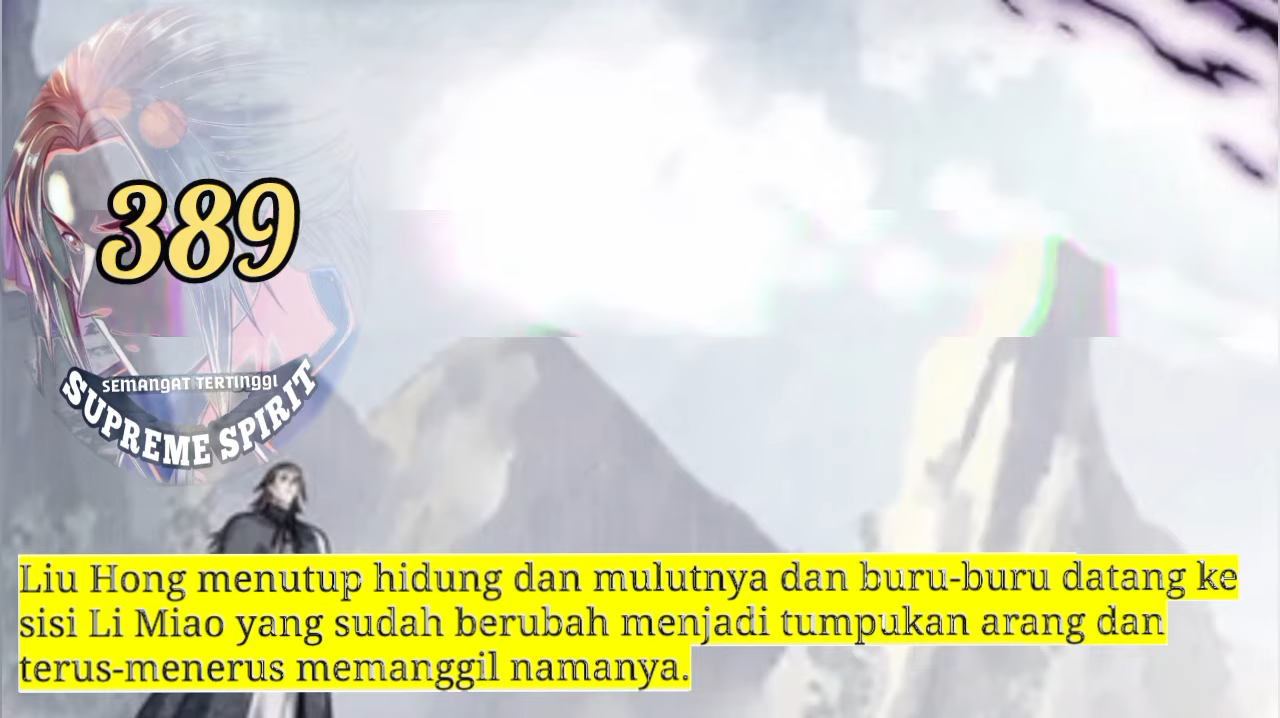 389
SEMANGAT TERTINGGI
SUPREME SPIRIT
Liu Hong menutup hidung dan mulutnya dan buru-buru datang ke
sisi Li Miao yang sudah berubah menjadi tumpukan arang dan
terus-menerus memanggil namanya.